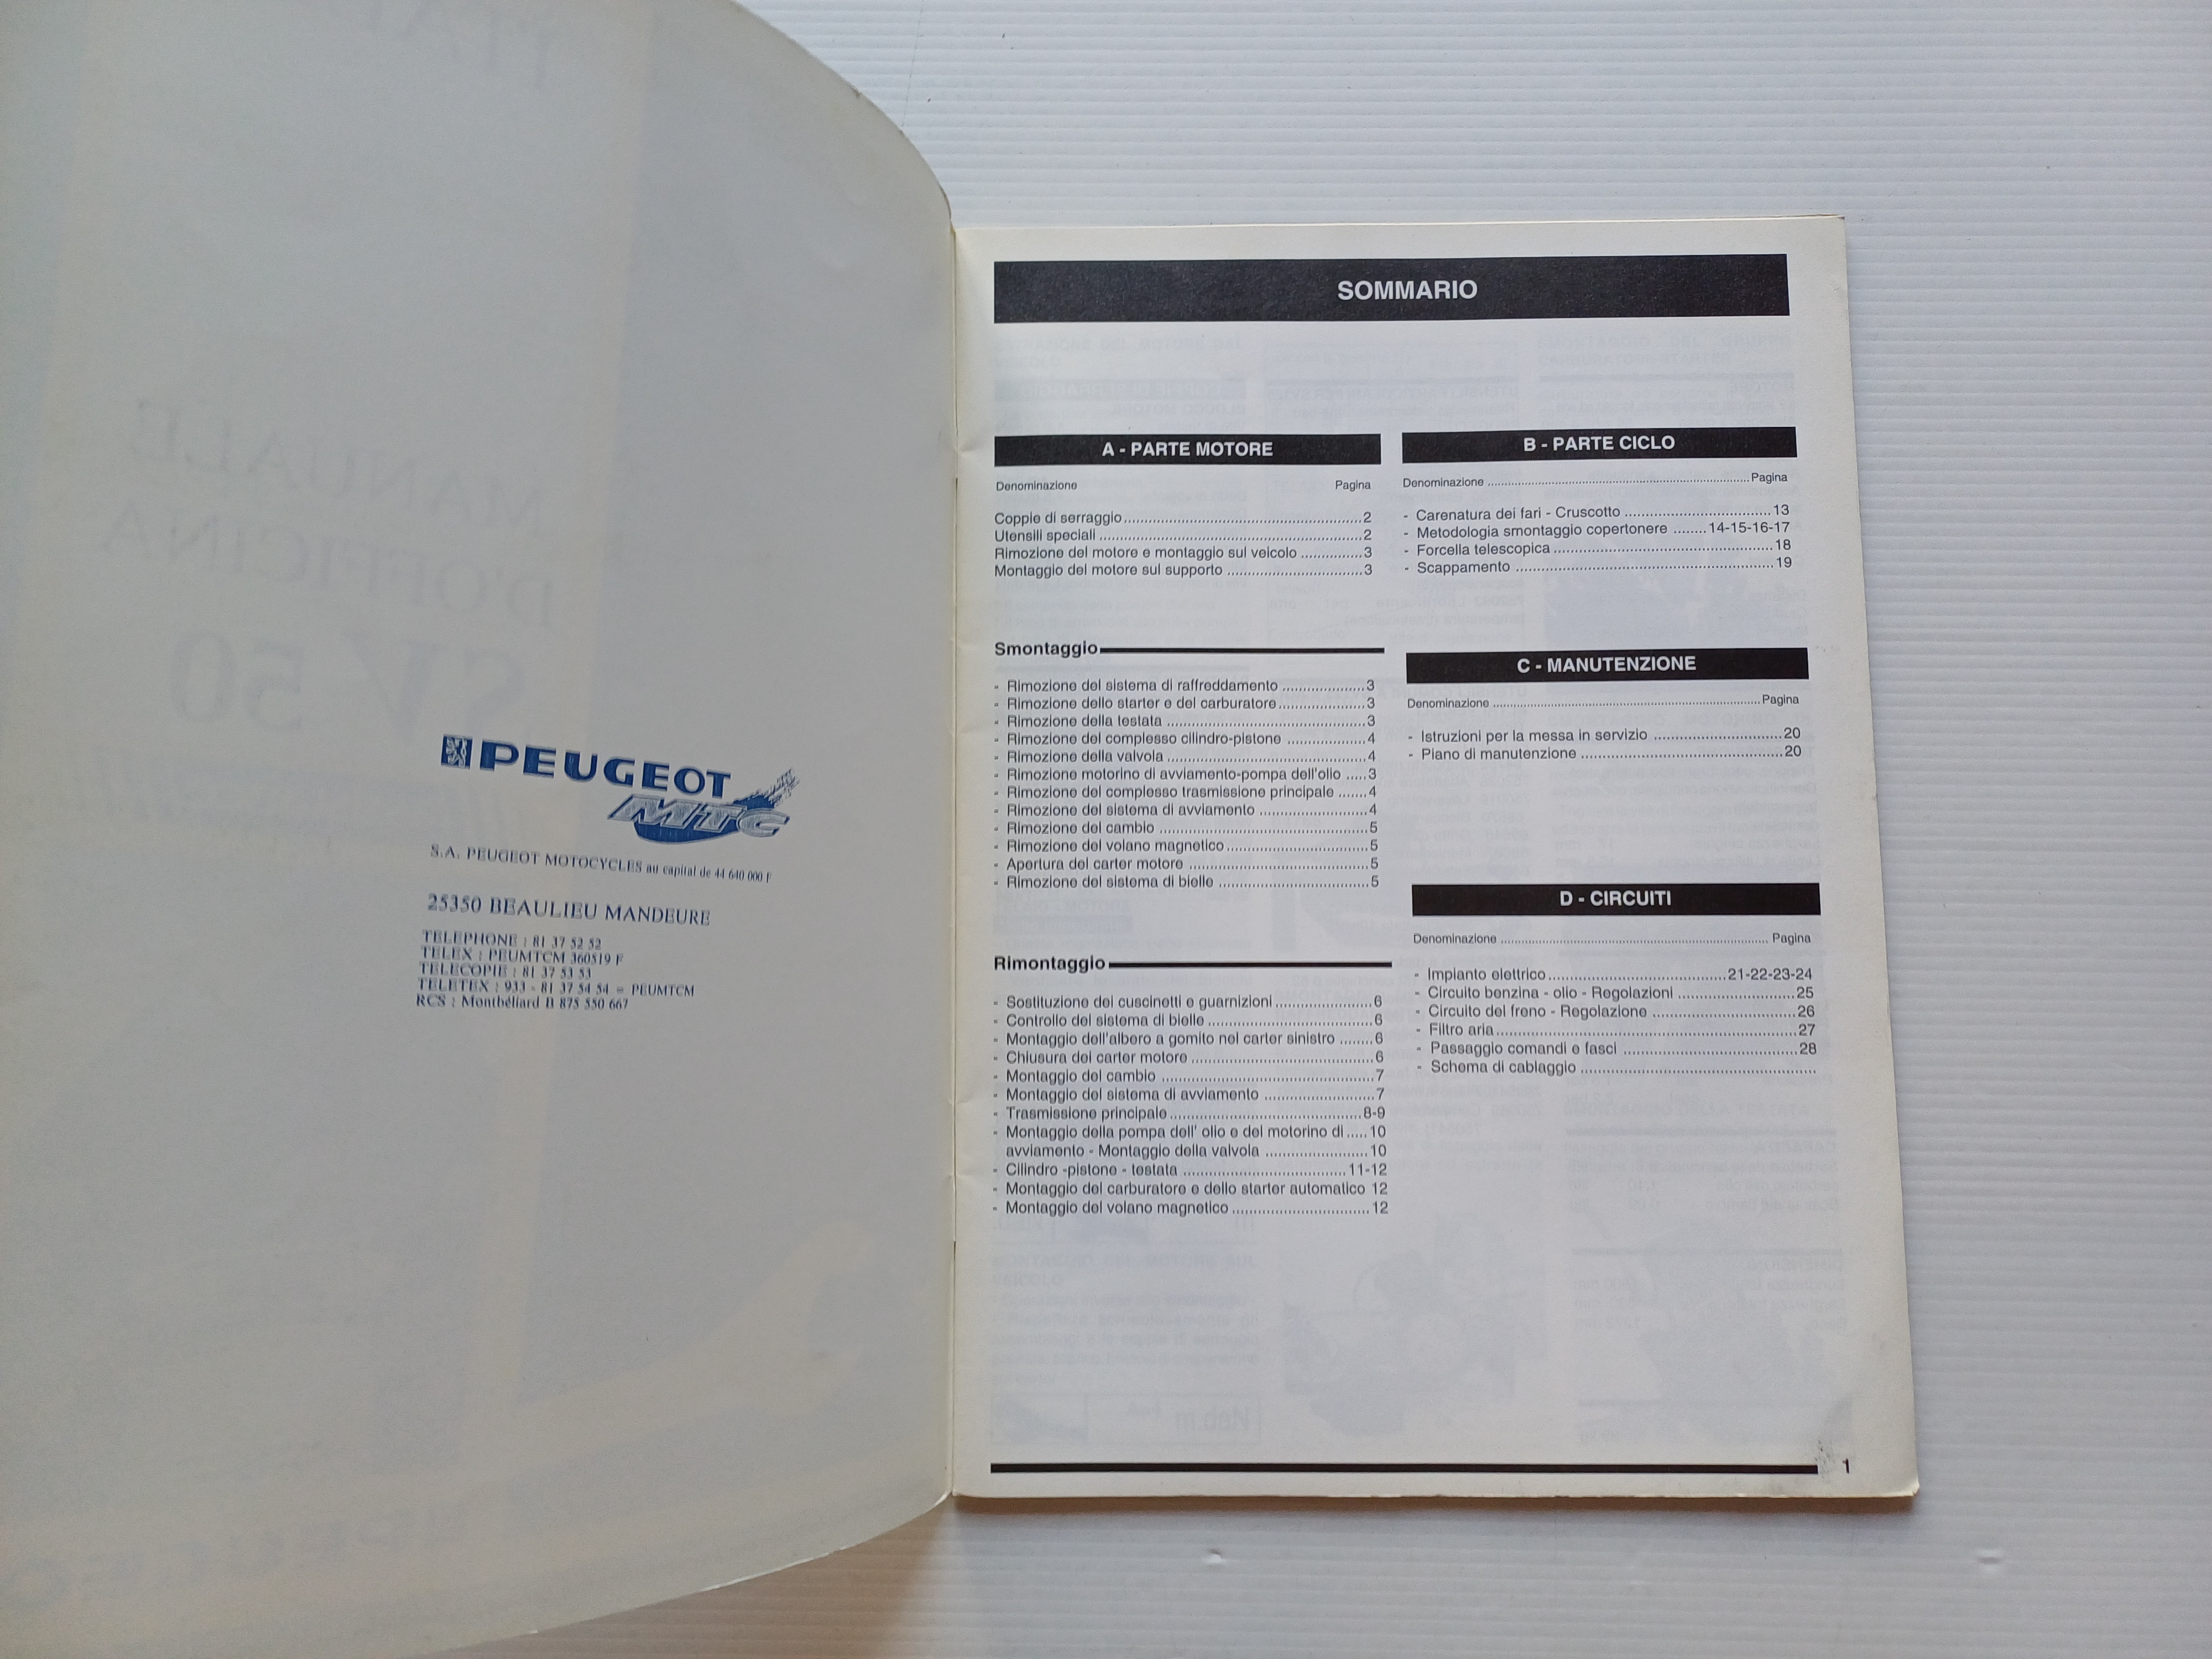 PEUGEOT
MTC
S.A. PEUGEOT MOTOCYCLES au capital de 44 640 000 F
25350 BEAULIEU MANDEURE
TELEPHONE : 81 37 52 52
TELEX : PEUMTCM 360519 F
TELECOPIE : 81 37 53 53
TELETEX : 933 - 81 37 54 54 = PEUMTCM
RCS : Montbéliard B 875 550 667
MANUALE
D'OFFICINA
SV 50
SOMMARIO
A - PARTE MOTORE
Denominazione Pagina
Coppie di serraggio ... 2
Utensili speciali ... 2
Rimozione del motore e montaggio sul veicolo ... 3
Montaggio del motore sul supporto ... 3
Smontaggio
- Rimozione del sistema di raffreddamento ... 3
- Rimozione dello starter e del carburatore ... 3
- Rimozione della testata ... 3
- Rimozione del complesso cilindro-pistone ... 4
- Rimozione della valvola ... 4
- Rimozione motorino di avviamento-pompa dell'olio ... 3
- Rimozione del complesso trasmissione principale ... 4
- Rimozione del sistema di avviamento ... 4
- Rimozione del cambio ... 5
- Rimozione del volano magnetico ... 5
- Apertura del carter motore ... 5
- Rimozione del sistema di bielle ... 5
Rimontaggio
- Sostituzione dei cuscinetti e guarnizioni ... 6
- Controllo del sistema di bielle ... 6
- Montaggio dell'albero a gomito nel carter sinistro ... 6
- Chiusura dei carter motore ... 6
- Montaggio del cambio ... 7
- Montaggio del sistema di avviamento ... 7
- Trasmissione principale ... 8-9
- Montaggio della pompa dell' olio e del motorino di ... 10
avviamento - Montaggio della valvola ... 10
- Cilindro -pistone - testata ... 11-12
- Montaggio del carburatore e dello starter automatico 12
- Montaggio del volano magnetico ... 12
B - PARTE CICLO
Denominazione ... Pagina
- Carenatura dei fari - Cruscotto ... 13
- Metodologia smontaggio copertonere ... 14-15-16-17
- Forcella telescopica ... 18
- Scappamento ... 19
C - MANUTENZIONE
Denominazione ... Pagina
- Istruzioni per la messa in servizio ... 20
- Piano di manutenzione ... 20
D - CIRCUITI
Denominazione ... Pagina
- Impianto elettrico ... 21-22-23-24
- Circuito benzina - olio - Regolazioni ... 25
- Circuito del freno - Regolazione ... 26
- Filtro aria ... 27
- Passaggio comandi e fasci ... 28
- Schema di cablaggio ...
1